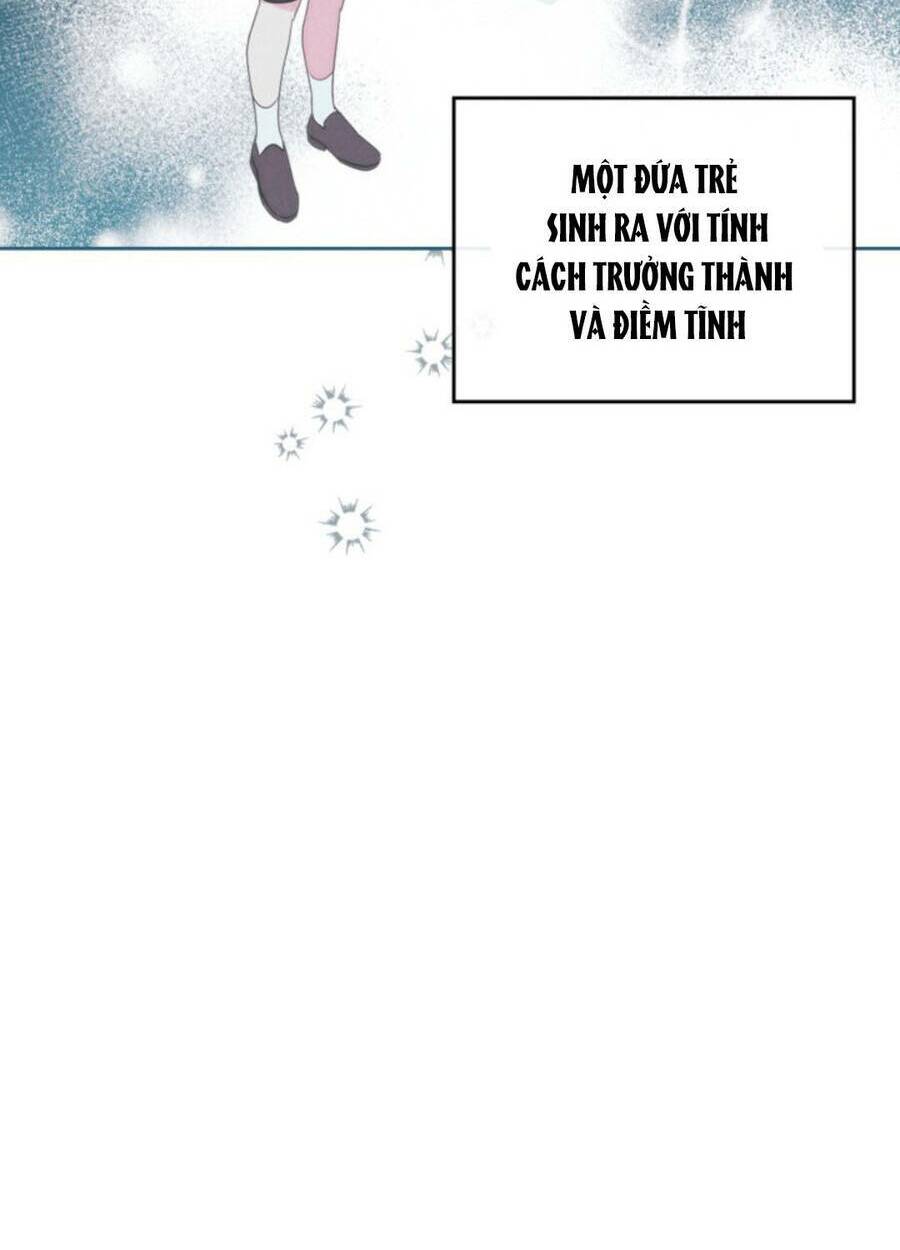 MỘT ĐỨA TRẺ
SINH RA VỚI TÍNH
CÁCH TRƯỞNG THÀNH
VÀ ĐIỀM TĨNH